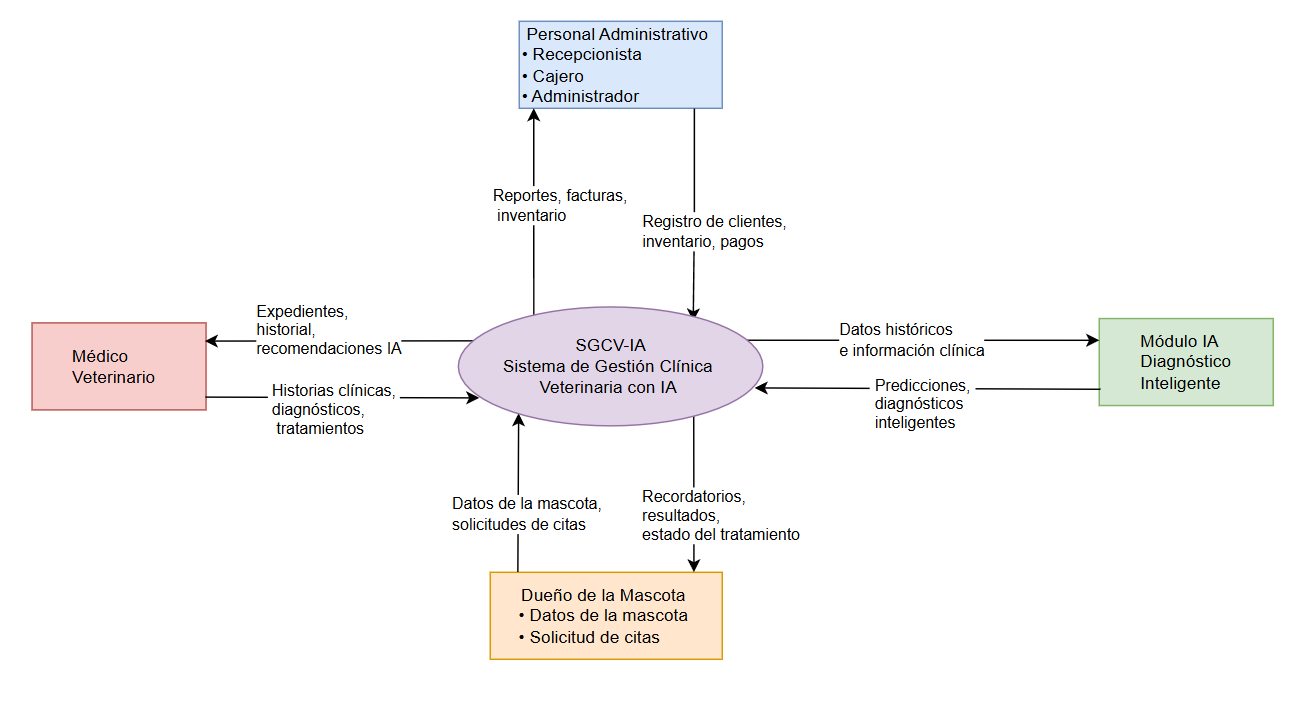 Personal Administrativo
• Recepcionista
• Cajero
• Administrador
Reportes, facturas,
inventario
Registro de clientes,
inventario, pagos
Expedientes,
historial,
recomendaciones IA
Médico
Veterinario
Historias clínicas,
diagnósticos,
tratamientos
SGCV-IA
Sistema de Gestión Clínica
Veterinaria con IA
Datos históricos
e información clínica
Predicciones,
diagnósticos
inteligentes
Módulo IA
Diagnóstico
Inteligente
Datos de la mascota,
solicitudes de citas
Recordatorios,
resultados,
estado del tratamiento
Dueño de la Mascota
• Datos de la mascota
• Solicitud de citas